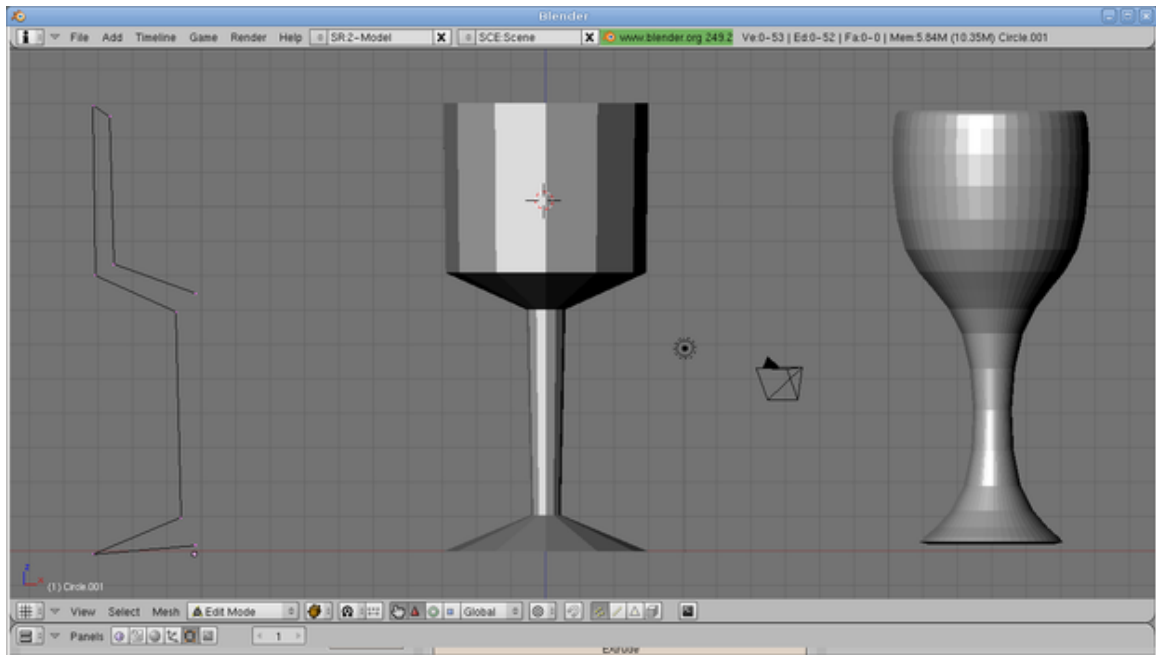 Blender
File Add Timeline Game Render Help SR:2-Model X SCE:Scene X www.blender.org 249.2 Ve:0-53 | Ed:0-52 | Fa:0-0 | Mem:5.84M (10.35M) Circle.001
z
x
(1) Circle.001
View Select Mesh Edit Mode Global
Panels 1
Extrude